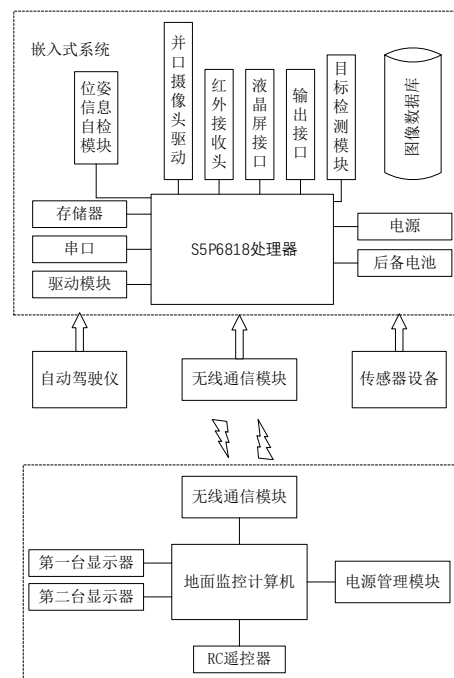 嵌入式系统
位姿
信息
自检
模块
并口摄像头驱动
红外接收头
液晶屏接口
输出接口
目标检测模块
图像数据库
存储器
串口
驱动模块
S5P6818处理器
电源
后备电池
自动驾驶仪
无线通信模块
传感器设备
无线通信模块
第一台显示器
第二台显示器
地面监控计算机
电源管理模块
RC遥控器